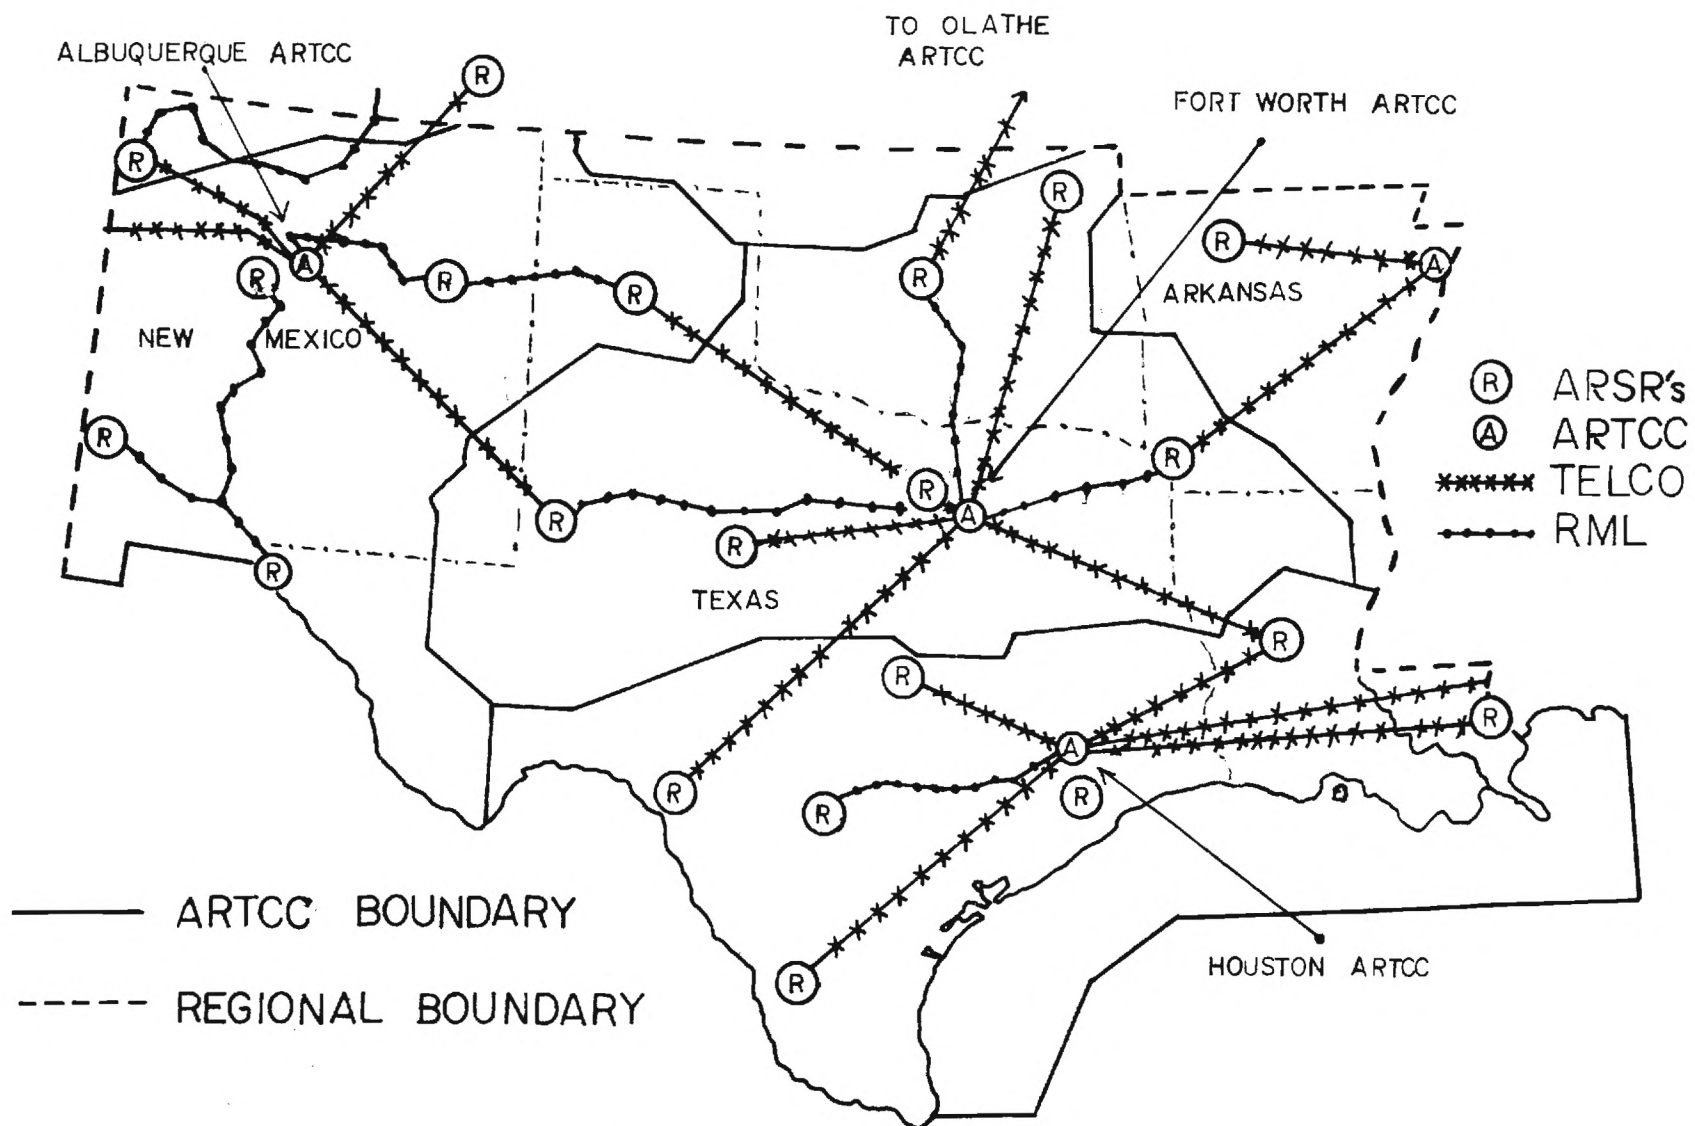 TO OLATHE
ARTCC
ALBUQUERQUE ARTCC
FORT WORTH ARTCC
R
R
R
R
R
A
R
A
R
R
ARKANSAS
NEW MEXICO
R
R
R
R
A
R
R
R
TEXAS
R
R
R
A
R
R
R
R
R ARSR's
A ARTCC
TELCO
RML
ARTCC BOUNDARY
REGIONAL BOUNDARY
HOUSTON ARTCC